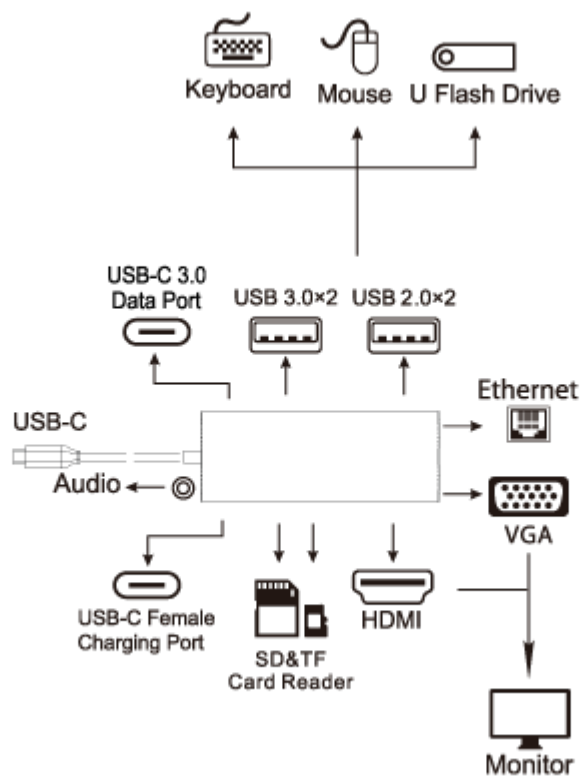 Keyboard
Mouse
U Flash Drive
USB-C 3.0
Data Port
USB 3.0×2
USB 2.0×2
Ethernet
USB-C
Audio
VGA
USB-C Female
Charging Port
SD&TF
Card Reader
HDMI
Monitor